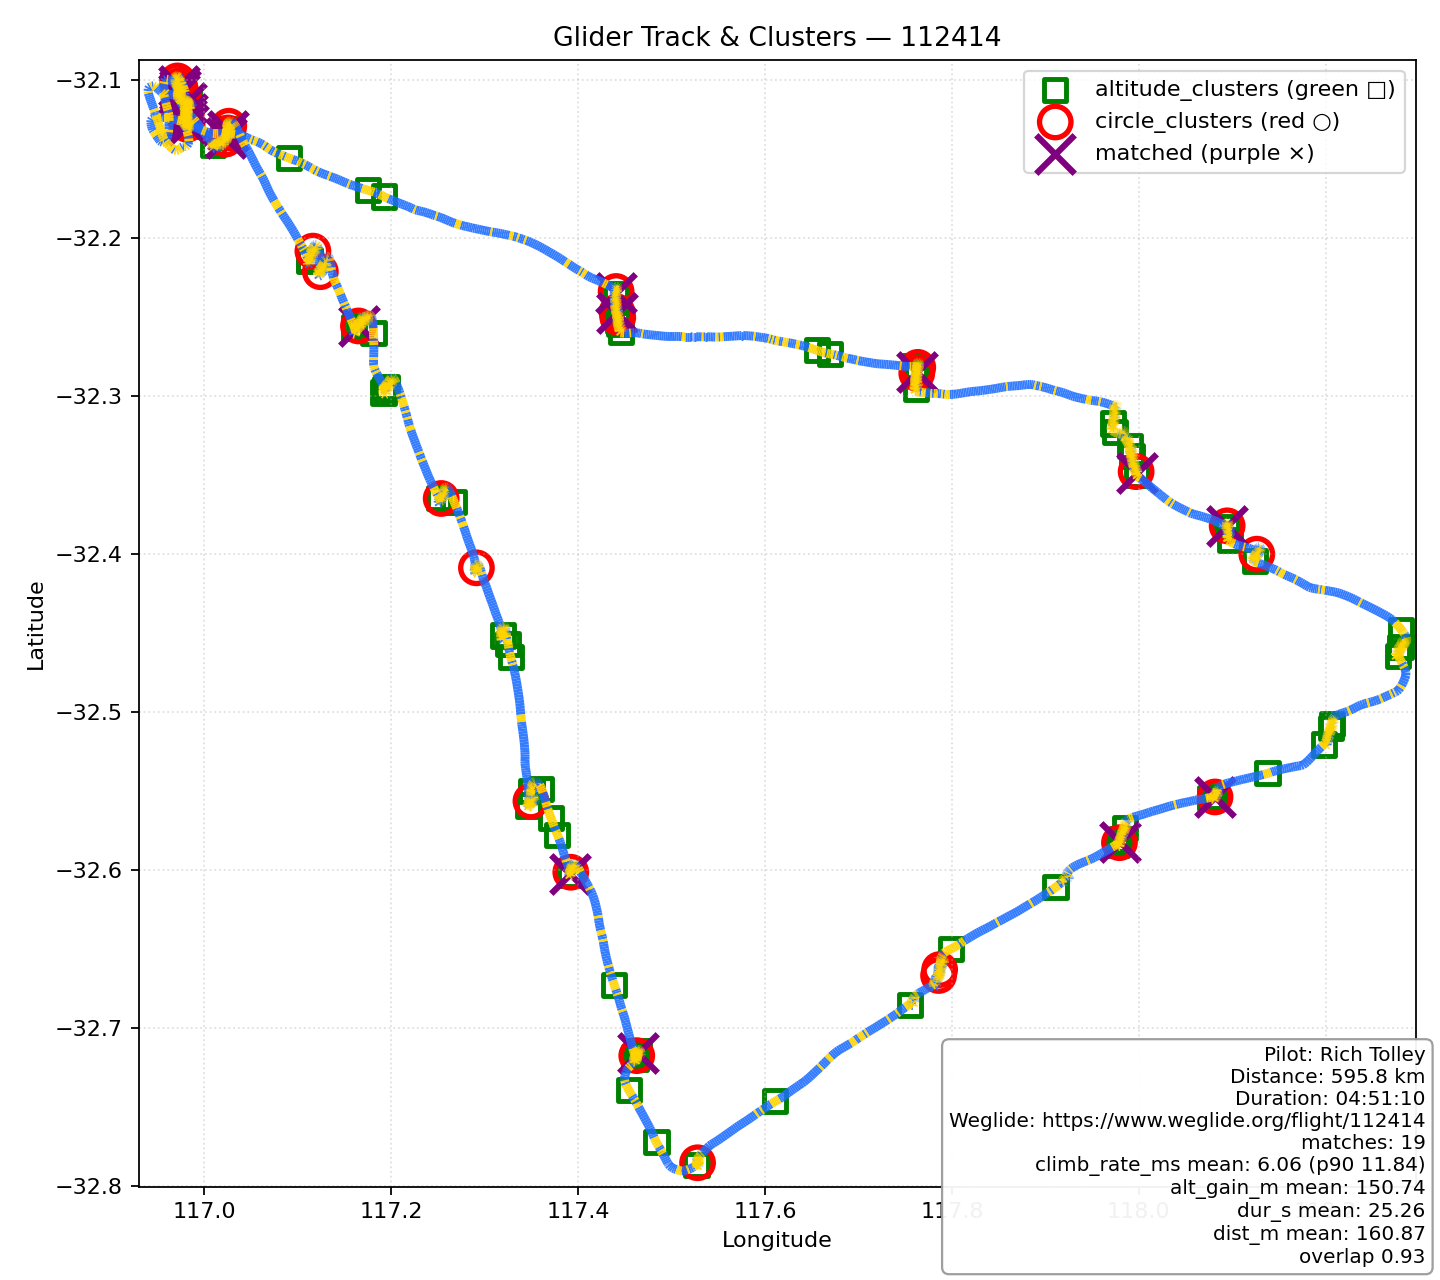 Glider Track & Clusters — 112414
altitude_clusters (green □)
circle_clusters (red ○)
matched (purple ×)
−32.1
−32.2
−32.3
−32.4
−32.5
−32.6
−32.7
−32.8
Latitude
117.0 117.2 117.4 117.6 117.8 118.0
Longitude
Pilot: Rich Tolley
Distance: 595.8 km
Duration: 04:51:10
Weglide: https://www.weglide.org/flight/112414
matches: 19
climb_rate_ms mean: 6.06 (p90 11.84)
alt_gain_m mean: 150.74
dur_s mean: 25.26
dist_m mean: 160.87
overlap 0.93